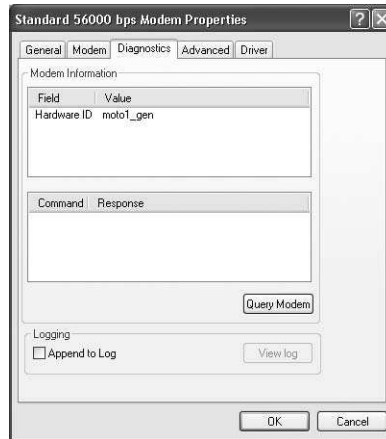 Standard 56000 bps Modem Properties
General Modem Diagnostics Advanced Driver
Modem Information
Field Value
Hardware ID moto1_gen
Command Response
Query Modem
Logging
Append to Log View log
OK Cancel